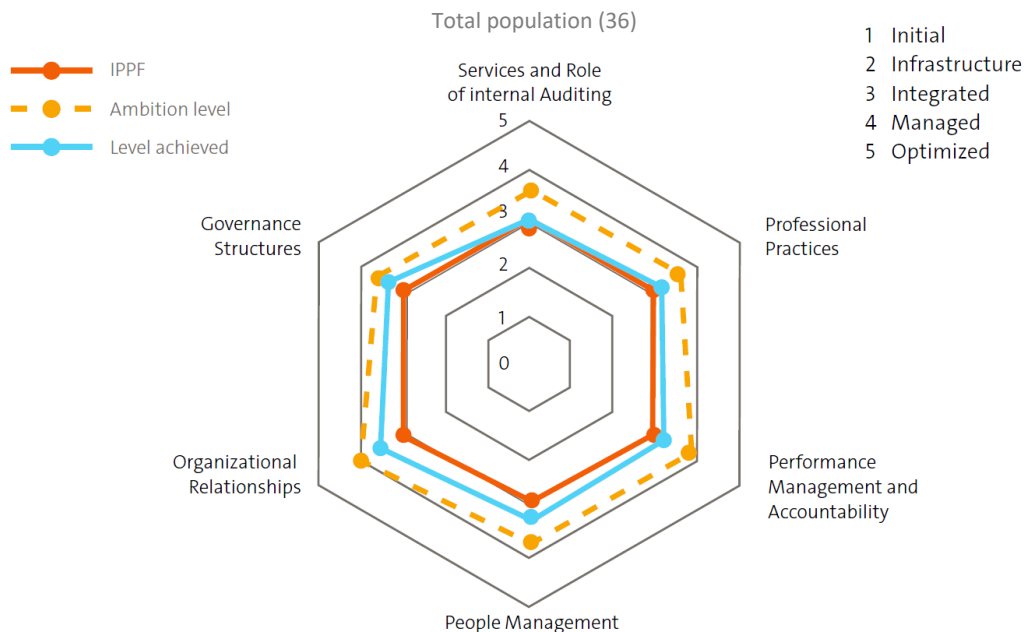 Total population (36)
IPPF
Ambition level
Level achieved
1 Initial
2 Infrastructure
3 Integrated
4 Managed
5 Optimized
Services and Role
of internal Auditing
5
4
3
2
1
0
Governance
Structures
Professional
Practices
Organizational
Relationships
Performance
Management and
Accountability
People Management